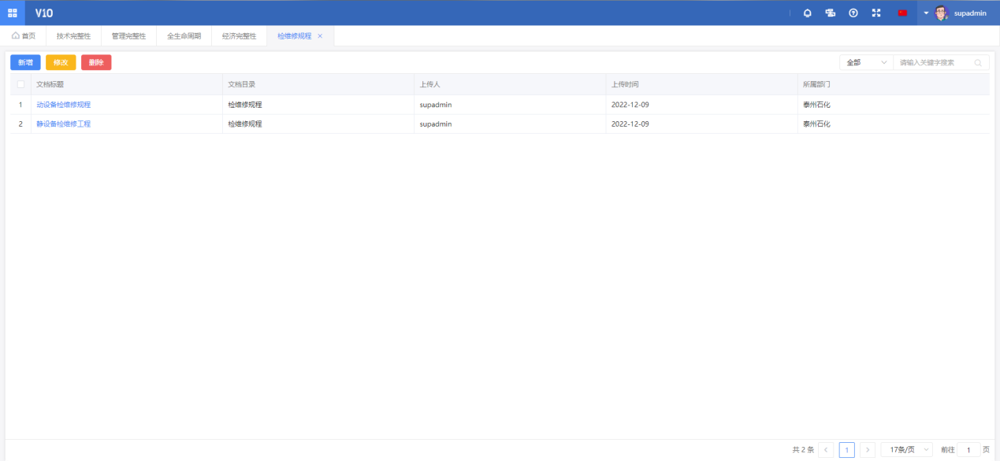 V10 supadmin
首页 技术完整性 管理完整性 全生命周期 经济完整性 检维修规程
新增 修改 删除 全部 请输入关键字搜索
文档标题 文档目录 上传人 上传时间 所属部门
1 动设备检维修规程 检维修规程 supadmin 2022-12-09 泰州石化
2 静设备检维修工程 检维修规程 supadmin 2022-12-09 泰州石化
共 2 条 1 17条/页 前往 1 页